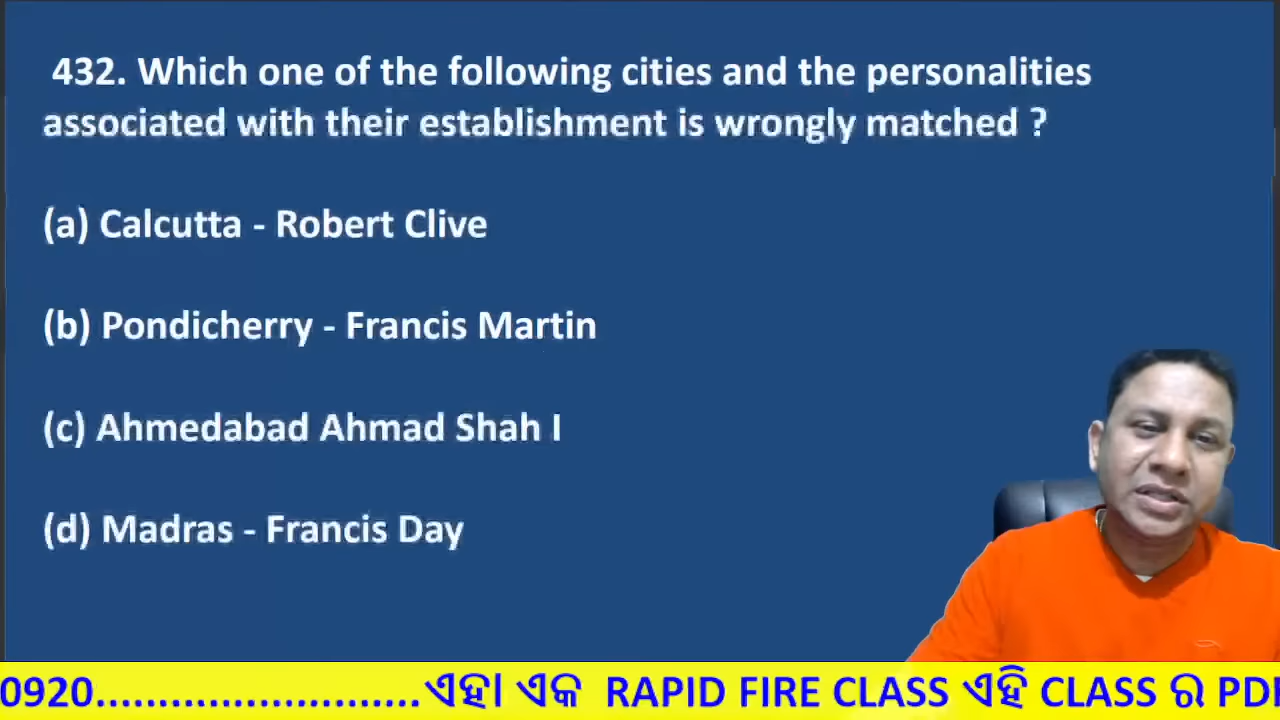 432. Which one of the following cities and the personalities
associated with their establishment is wrongly matched ?
(a) Calcutta - Robert Clive
(b) Pondicherry - Francis Martin
(c) Ahmedabad Ahmad Shah I
(d) Madras - Francis Day
0920.......................... ଏହା ଏକ RAPID FIRE CLASS ଏହି CLASS ର PDF